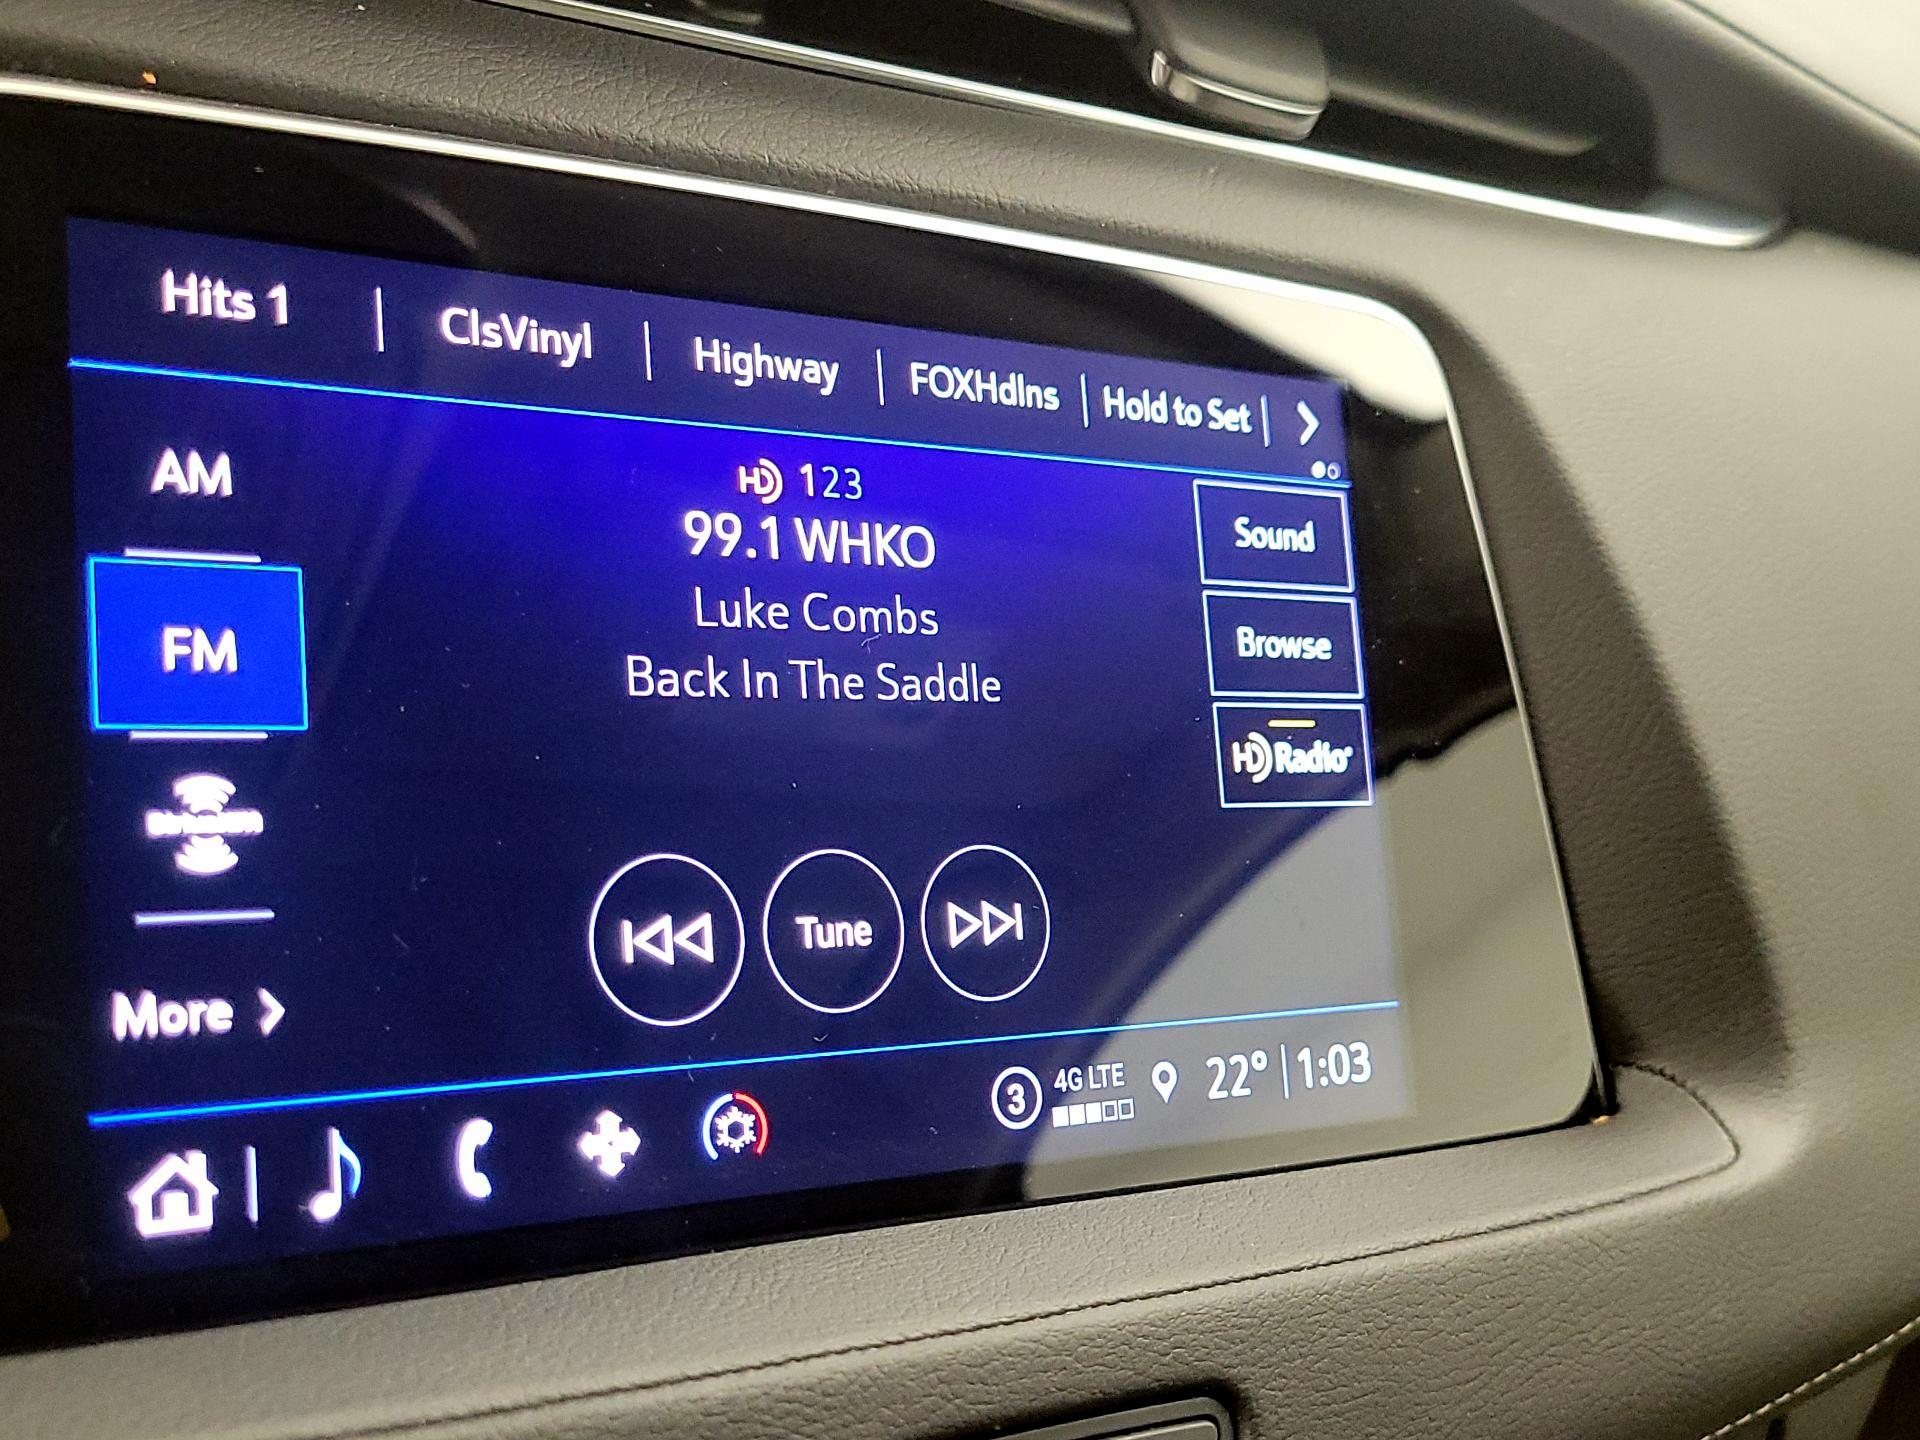 Hits 1 | ClsVinyl | Highway | FOXHdlns | Hold to Set |
AM
HD 123
99.1 WHKO
Luke Combs
Back In The Saddle
Sound
Browse
HD Radio
FM
More
Tune
3 4G LTE 22° | 1:03